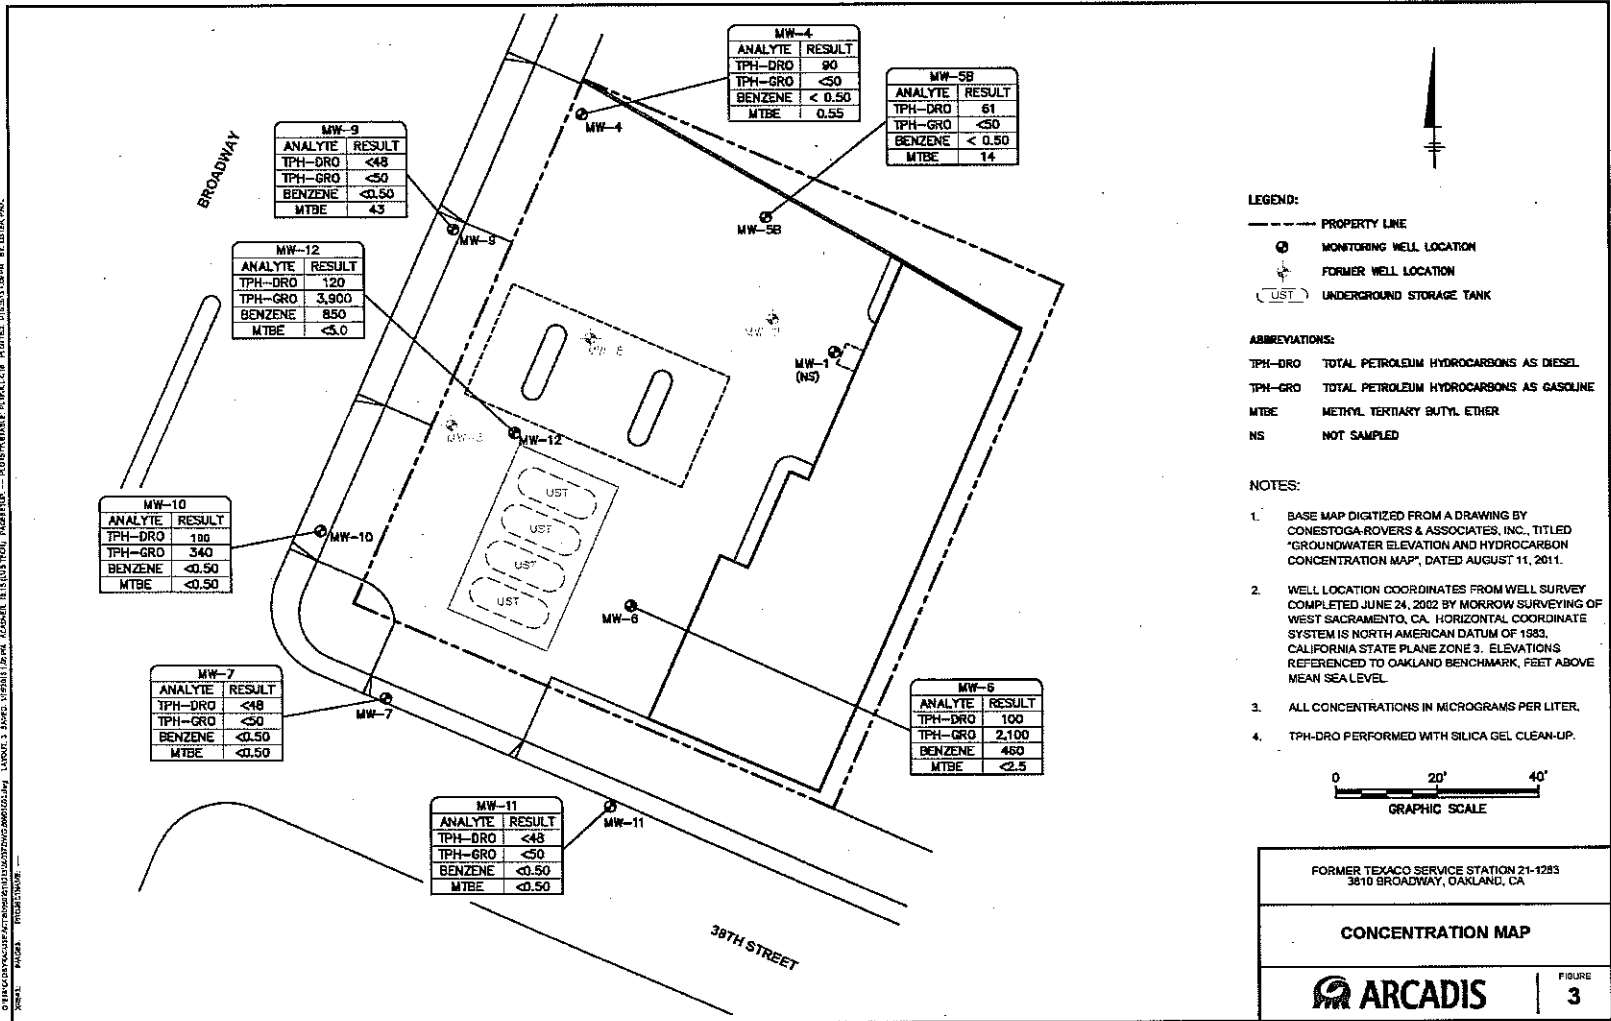 MW-4
ANALYTE RESULT
TPH-DRO 90
TPH-GRO <50
BENZENE < 0.50
MTBE 0.55
MW-5B
ANALYTE RESULT
TPH-DRO 61
TPH-GRO <50
BENZENE < 0.50
MTBE 14
MW-9
ANALYTE RESULT
TPH-DRO <48
TPH-GRO <50
BENZENE <0.50
MTBE 43
MW-12
ANALYTE RESULT
TPH-DRO 120
TPH-GRO 3,900
BENZENE 850
MTBE <5.0
MW-10
ANALYTE RESULT
TPH-DRO 100
TPH-GRO 340
BENZENE <0.50
MTBE <0.50
MW-7
ANALYTE RESULT
TPH-DRO <48
TPH-GRO <50
BENZENE <0.50
MTBE <0.50
MW-11
ANALYTE RESULT
TPH-DRO <48
TPH-GRO <50
BENZENE <0.50
MTBE <0.50
MW-6
ANALYTE RESULT
TPH-DRO 100
TPH-GRO 2,100
BENZENE 460
MTBE <2.5
BROADWAY
MW-4
MW-5B
MW-9
MW-1
(NS)
MW-12
MW-10
UST
UST
UST
UST
MW-6
MW-7
MW-11
38TH STREET
LEGEND:
PROPERTY LINE
MONITORING WELL LOCATION
FORMER WELL LOCATION
UST UNDERGROUND STORAGE TANK
ABBREVIATIONS:
TPH-DRO TOTAL PETROLEUM HYDROCARBONS AS DIESEL
TPH-GRO TOTAL PETROLEUM HYDROCARBONS AS GASOLINE
MTBE METHYL TERTIARY BUTYL ETHER
NS NOT SAMPLED
NOTES:
1. BASE MAP DIGITIZED FROM A DRAWING BY
CONESTOGA-ROVERS & ASSOCIATES, INC., TITLED
"GROUNDWATER ELEVATION AND HYDROCARBON
CONCENTRATION MAP", DATED AUGUST 11, 2011.
2. WELL LOCATION COORDINATES FROM WELL SURVEY
COMPLETED JUNE 24, 2002 BY MORROW SURVEYING OF
WEST SACRAMENTO, CA. HORIZONTAL COORDINATE
SYSTEM IS NORTH AMERICAN DATUM OF 1983,
CALIFORNIA STATE PLANE ZONE 3. ELEVATIONS
REFERENCED TO OAKLAND BENCHMARK, FEET ABOVE
MEAN SEA LEVEL.
3. ALL CONCENTRATIONS IN MICROGRAMS PER LITER.
4. TPH-DRO PERFORMED WITH SILICA GEL CLEAN-UP.
0 20' 40'
GRAPHIC SCALE
FORMER TEXACO SERVICE STATION 21-1283
3810 BROADWAY, OAKLAND, CA
CONCENTRATION MAP
ARCADIS
FIGURE
3